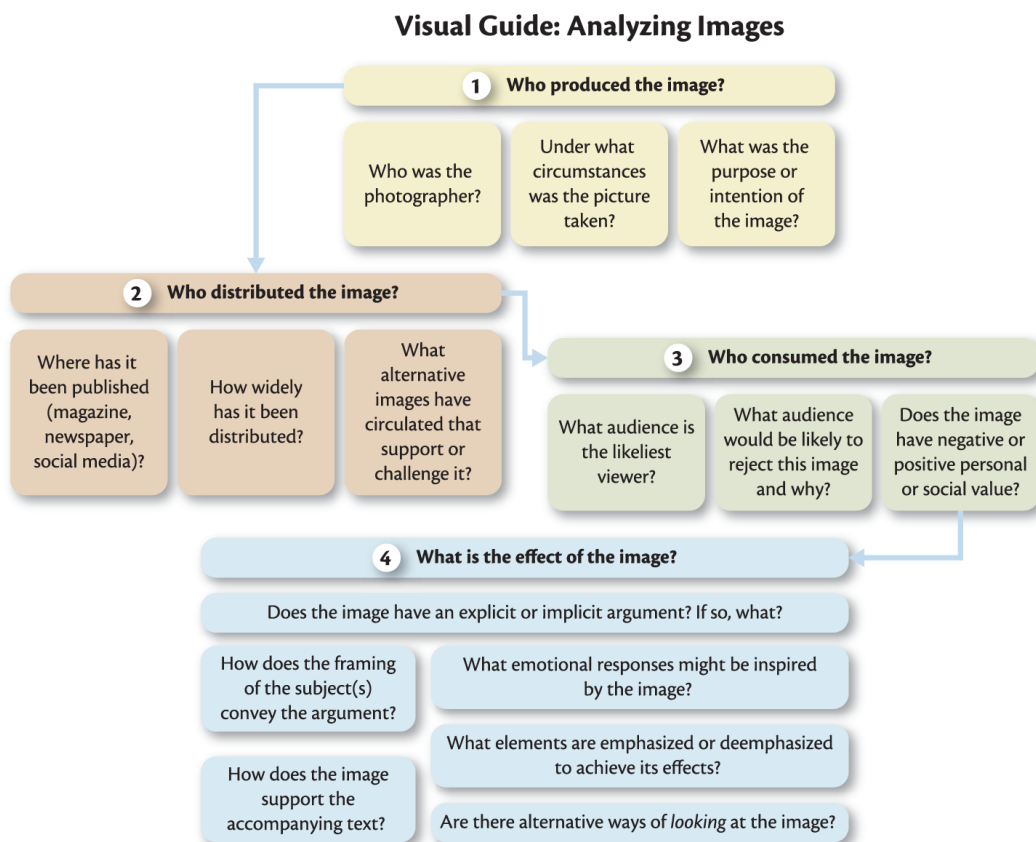 Visual Guide: Analyzing Images
1 Who produced the image?
Who was the
photographer?
Under what
circumstances
was the picture
taken?
What was the
purpose or
intention of
the image?
2 Who distributed the image?
Where has it
been published
(magazine,
newspaper,
social media)?
How widely
has it been
distributed?
What
alternative
images have
circulated that
support or
challenge it?
3 Who consumed the image?
What audience is
the likeliest
viewer?
What audience
would be likely to
reject this image
and why?
Does the image
have negative or
positive personal
or social value?
4 What is the effect of the image?
Does the image have an explicit or implicit argument? If so, what?
How does the framing
of the subject(s)
convey the argument?
How does the image
support the
accompanying text?
What emotional responses might be inspired
by the image?
What elements are emphasized or deemphasized
to achieve its effects?
Are there alternative ways of looking at the image?